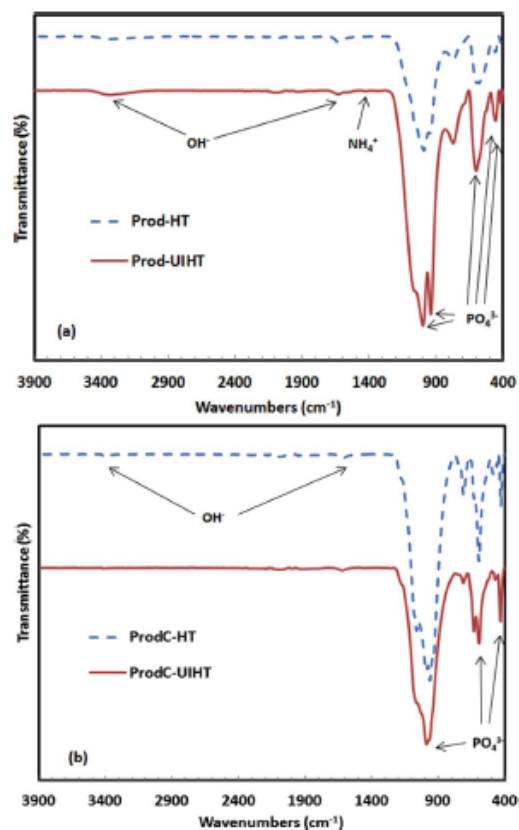 Transmittance (%)
OH⁻
NH₄⁺
Prod-HT
Prod-UIHT
PO₄³⁻
(a)
3900 3400 2900 2400 1900 1400 900 400
Wavenumbers (cm⁻¹)
Transmittance (%)
OH⁻
ProdC-HT
ProdC-UIHT
PO₄³⁻
(b)
3900 3400 2900 2400 1900 1400 900 400
Wavenumbers (cm⁻¹)